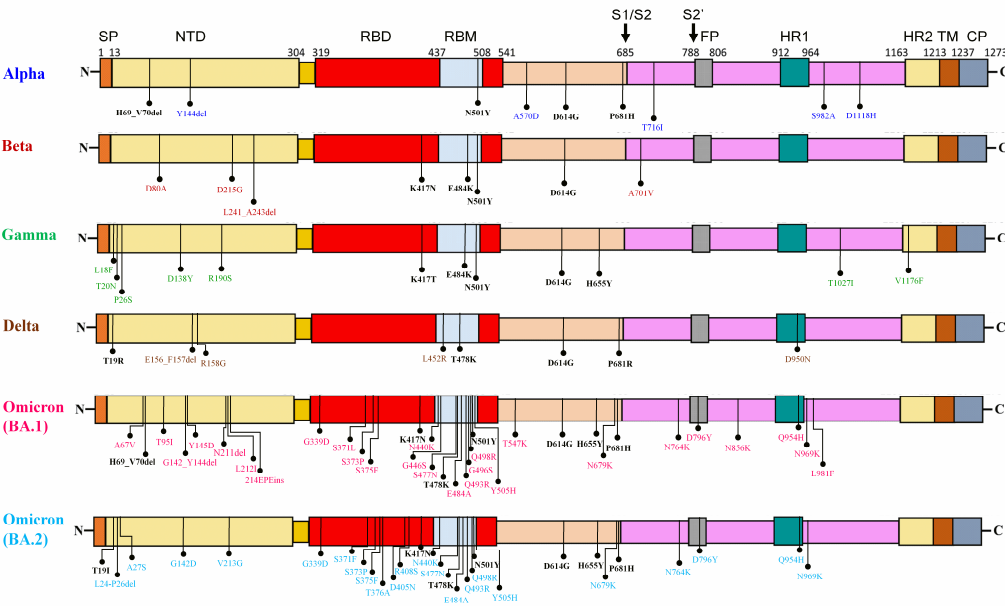 S1/S2 S2'
SP NTD RBD RBM FP HR1 HR2 TM CP
1 13 304 319 437 508 541 685 788 806 912 964 1163 1213 1237 1273
Alpha N C
H69_V70del Y144del N501Y A570D D614G P681H T716I S982A D1118H
Beta N C
D80A D215G L241_A243del K417N E484K N501Y D614G A701V
Gamma N C
L18F T20N P26S D138Y R190S K417T E484K N501Y D614G H655Y T1027I V1176F
Delta N C
T19R E156_F157del R158G L452R T478K D614G P681R D950N
Omicron N C
(BA.1)
A67V H69_V70del T95I G142_Y144del Y145D N211del L212I 214EPEins G339D S371L S373P S375F K417N N440K G446S S477N T478K E484A Q493R G496S Q498R N501Y Y505H T547K D614G H655Y N679K P681H N764K D796Y N856K Q954H N969K L981F
Omicron N C
(BA.2)
T19I L24-P26del A27S G142D V213G G339D S371F S373P S375F T376A D405N R408S K417N N440K S477N T478K E484A Q493R Q498R N501Y Y505H D614G H655Y N679K P681H N764K D796Y Q954H N969K